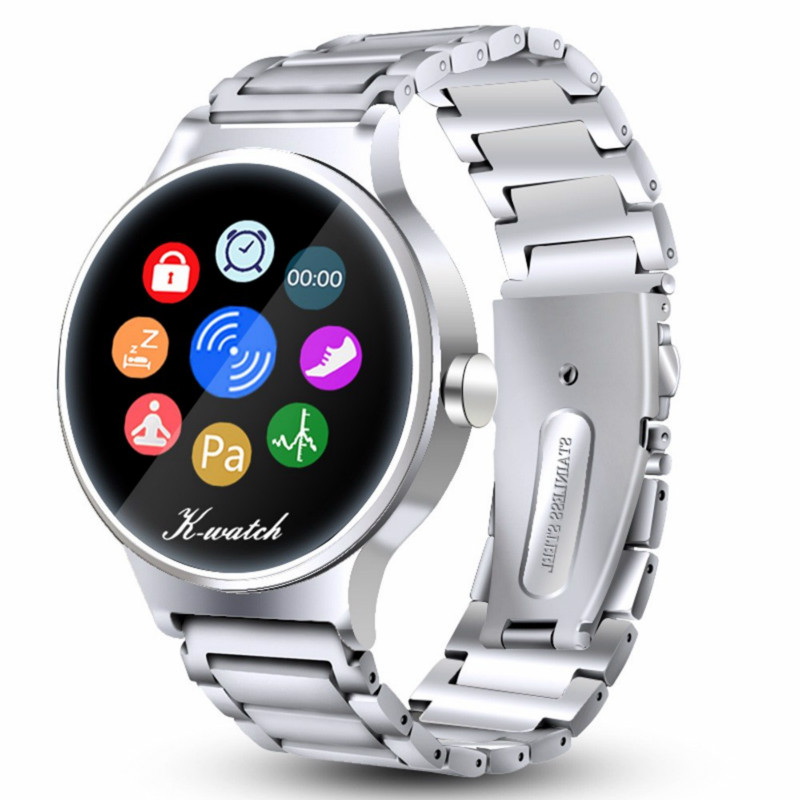 00:00
z Z
Pa
K-watch
STAINLESS STEEL